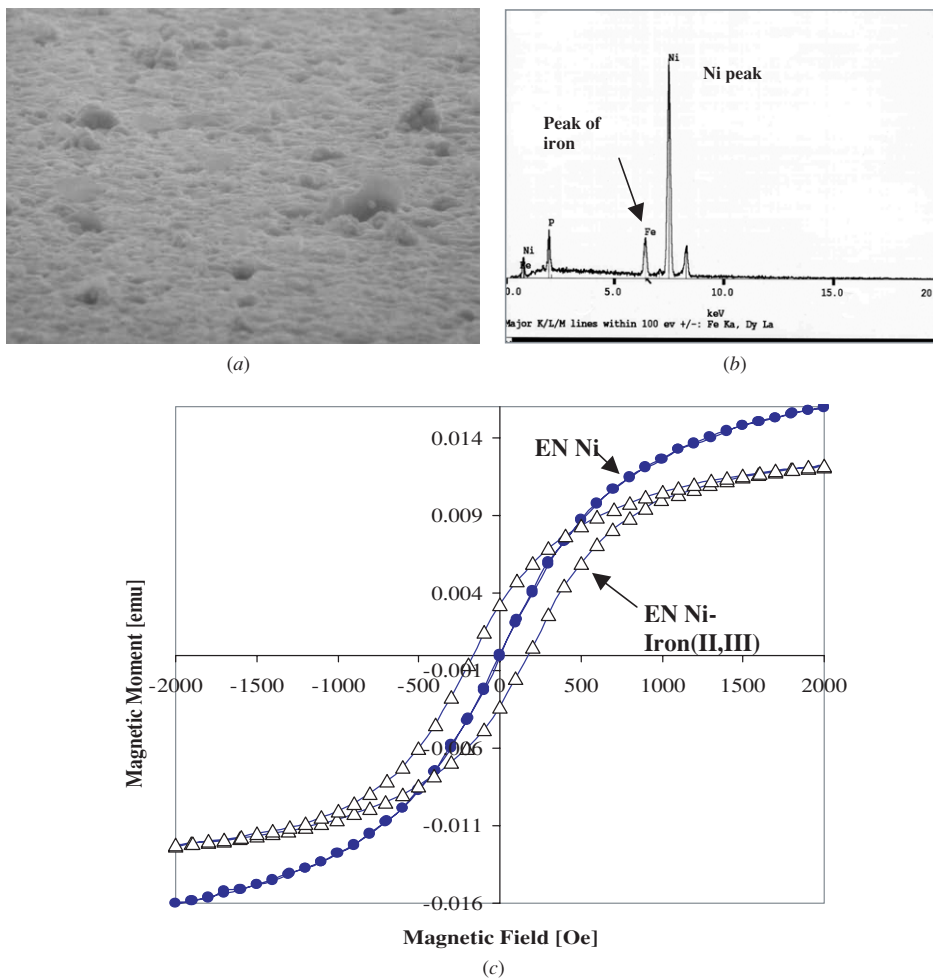 Ni
Ni peak
Peak of
iron
P
Fe
Ni
0.0 5.0 10.0 15.0 20
keV
Major K/L/M lines within 100 ev +/-: Fe Ka, Dy La
(a)
(b)
0.014
EN Ni
0.009
0.004
EN Ni-
Iron(II,III)
-0.001
-2000 -1500 -1000 -500 0 500 1000 1500 2000
-0.006
-0.011
-0.016
Magnetic Moment [emu]
Magnetic Field [Oe]
(c)